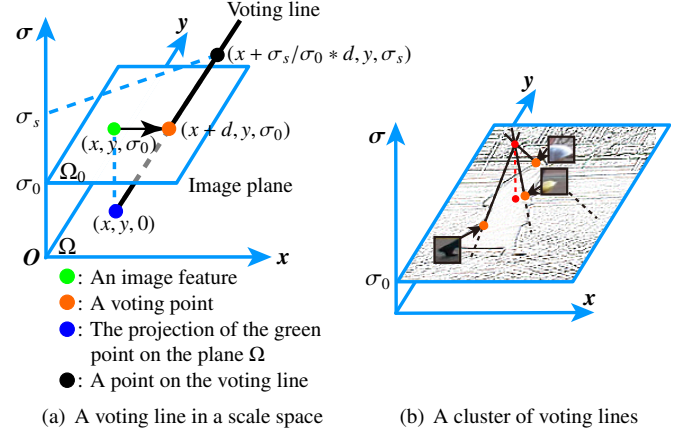 Voting line
σ
y
(x + σs/σ0 ∗ d, y, σs)
σs
(x, y, σ0)
(x + d, y, σ0)
σ0
Ω0
Image plane
(x, y, 0)
O
Ω
x
: An image feature
: A voting point
: The projection of the green
point on the plane Ω
: A point on the voting line
(a) A voting line in a scale space
y
σ
σ0
x
(b) A cluster of voting lines